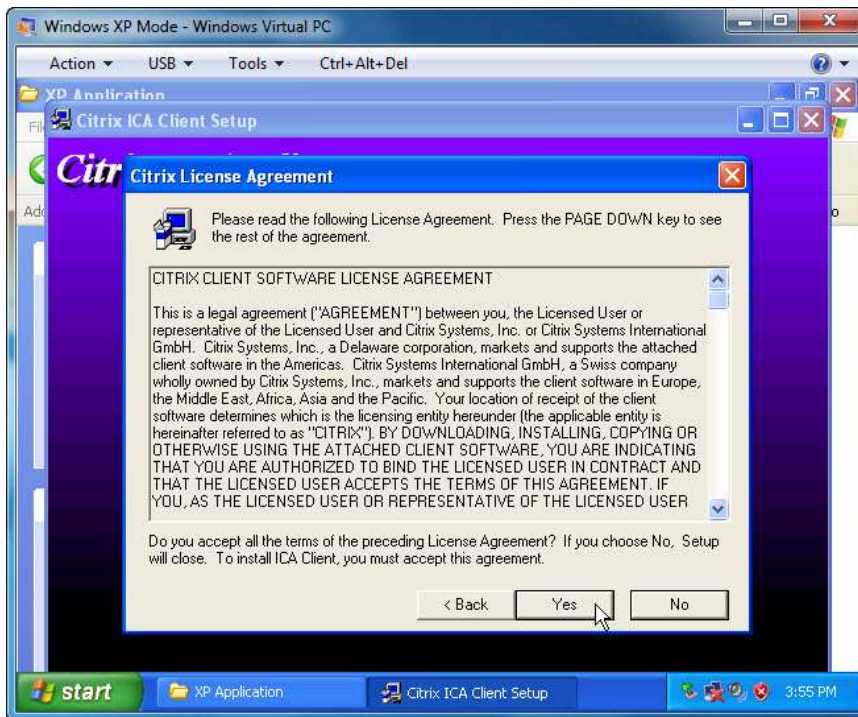 Windows XP Mode - Windows Virtual PC
Action USB Tools Ctrl+Alt+Del
XP Application
Citrix ICA Client Setup
Citr
Citrix License Agreement
Please read the following License Agreement. Press the PAGE DOWN key to see
the rest of the agreement.
CITRIX CLIENT SOFTWARE LICENSE AGREEMENT
This is a legal agreement ("AGREEMENT") between you, the Licensed User or
representative of the Licensed User and Citrix Systems, Inc. or Citrix Systems International
GmbH. Citrix Systems, Inc., a Delaware corporation, markets and supports the attached
client software in the Americas. Citrix Systems International GmbH, a Swiss company
wholly owned by Citrix Systems, Inc., markets and supports the client software in Europe,
the Middle East, Africa, Asia and the Pacific. Your location of receipt of the client
software determines which is the licensing entity hereunder (the applicable entity is
hereinafter referred to as "CITRIX"). BY DOWNLOADING, INSTALLING, COPYING OR
OTHERWISE USING THE ATTACHED CLIENT SOFTWARE, YOU ARE INDICATING
THAT YOU ARE AUTHORIZED TO BIND THE LICENSED USER IN CONTRACT AND
THAT THE LICENSED USER ACCEPTS THE TERMS OF THIS AGREEMENT. IF
YOU, AS THE LICENSED USER OR REPRESENTATIVE OF THE LICENSED USER
Do you accept all the terms of the preceding License Agreement? If you choose No, Setup
will close. To install ICA Client, you must accept this agreement.
< Back Yes No
start XP Application Citrix ICA Client Setup 3:55 PM